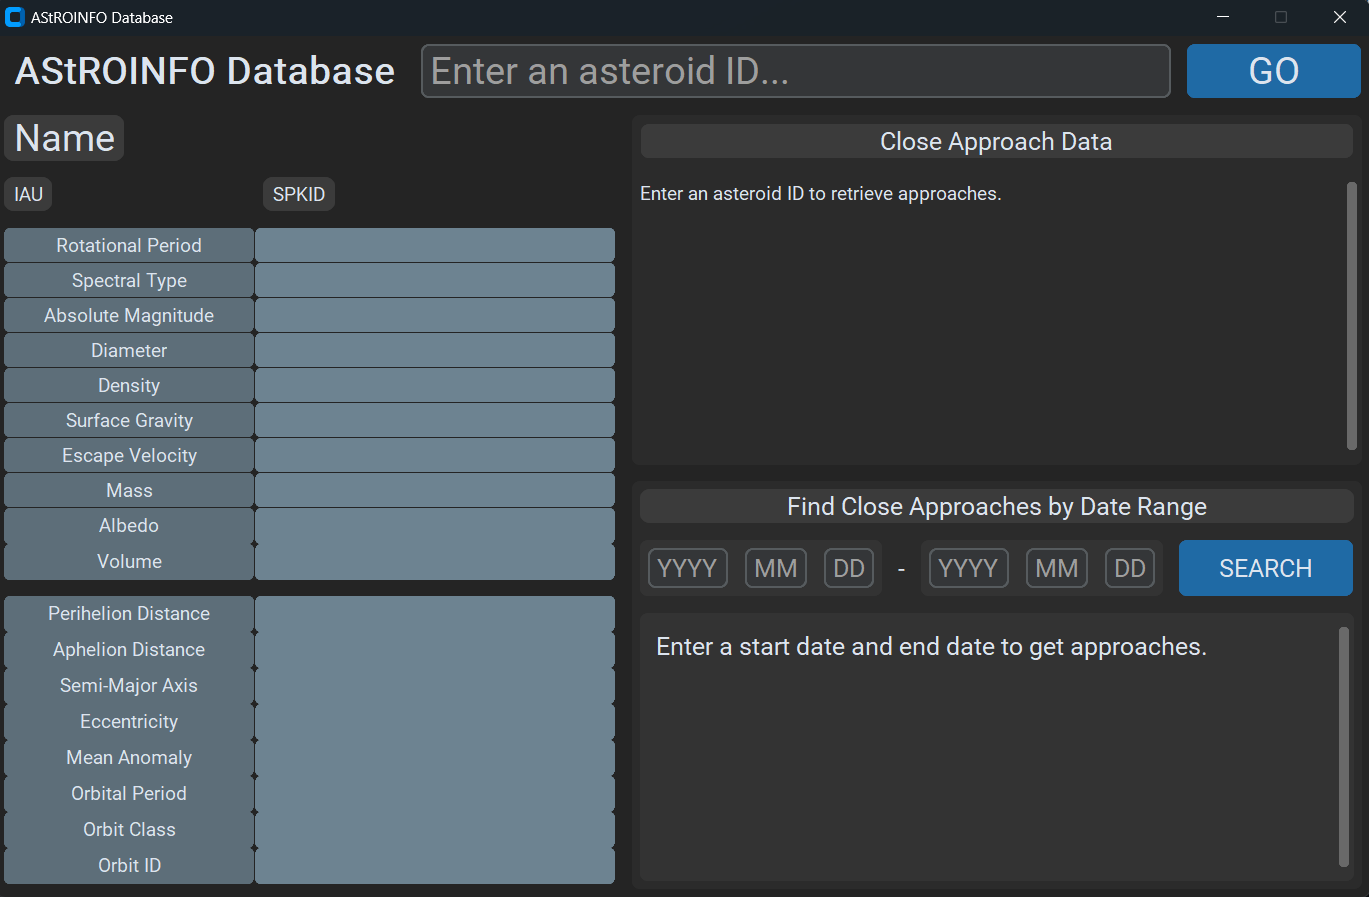 AStROINFO Database
AStROINFO Database
Enter an asteroid ID...
GO
Name
IAU
SPKID
Rotational Period
Spectral Type
Absolute Magnitude
Diameter
Density
Surface Gravity
Escape Velocity
Mass
Albedo
Volume
Perihelion Distance
Aphelion Distance
Semi-Major Axis
Eccentricity
Mean Anomaly
Orbital Period
Orbit Class
Orbit ID
Close Approach Data
Enter an asteroid ID to retrieve approaches.
Find Close Approaches by Date Range
YYYY MM DD - YYYY MM DD
SEARCH
Enter a start date and end date to get approaches.